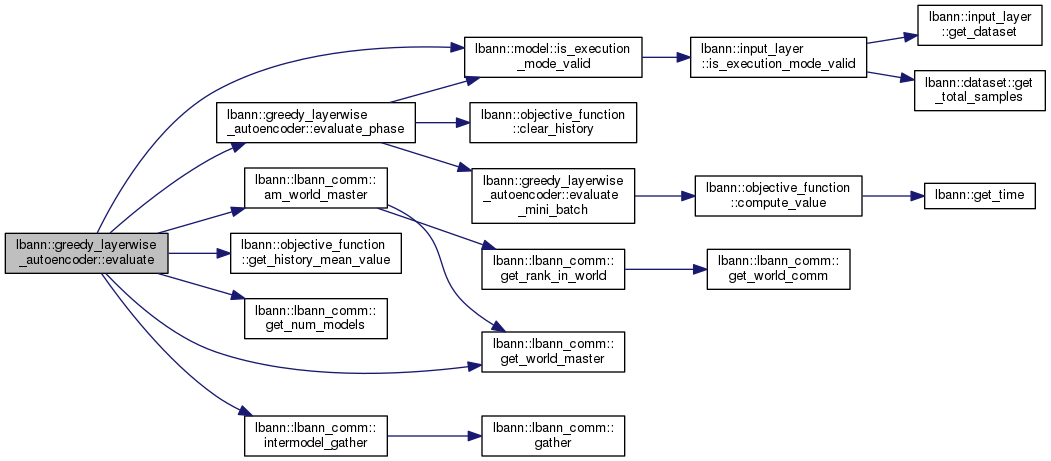 lbann::greedy_layerwise
_autoencoder::evaluate
lbann::model::is_execution
_mode_valid
lbann::input_layer
::is_execution_mode_valid
lbann::input_layer
::get_dataset
lbann::dataset::get
_total_samples
lbann::greedy_layerwise
_autoencoder::evaluate_phase
lbann::objective_function
::clear_history
lbann::greedy_layerwise
_autoencoder::evaluate
_mini_batch
lbann::objective_function
::compute_value
lbann::get_time
lbann::lbann_comm::
am_world_master
lbann::objective_function
::get_history_mean_value
lbann::lbann_comm::
get_rank_in_world
lbann::lbann_comm::
get_world_comm
lbann::lbann_comm::
get_num_models
lbann::lbann_comm::
get_world_master
lbann::lbann_comm::
intermodel_gather
lbann::lbann_comm::
gather